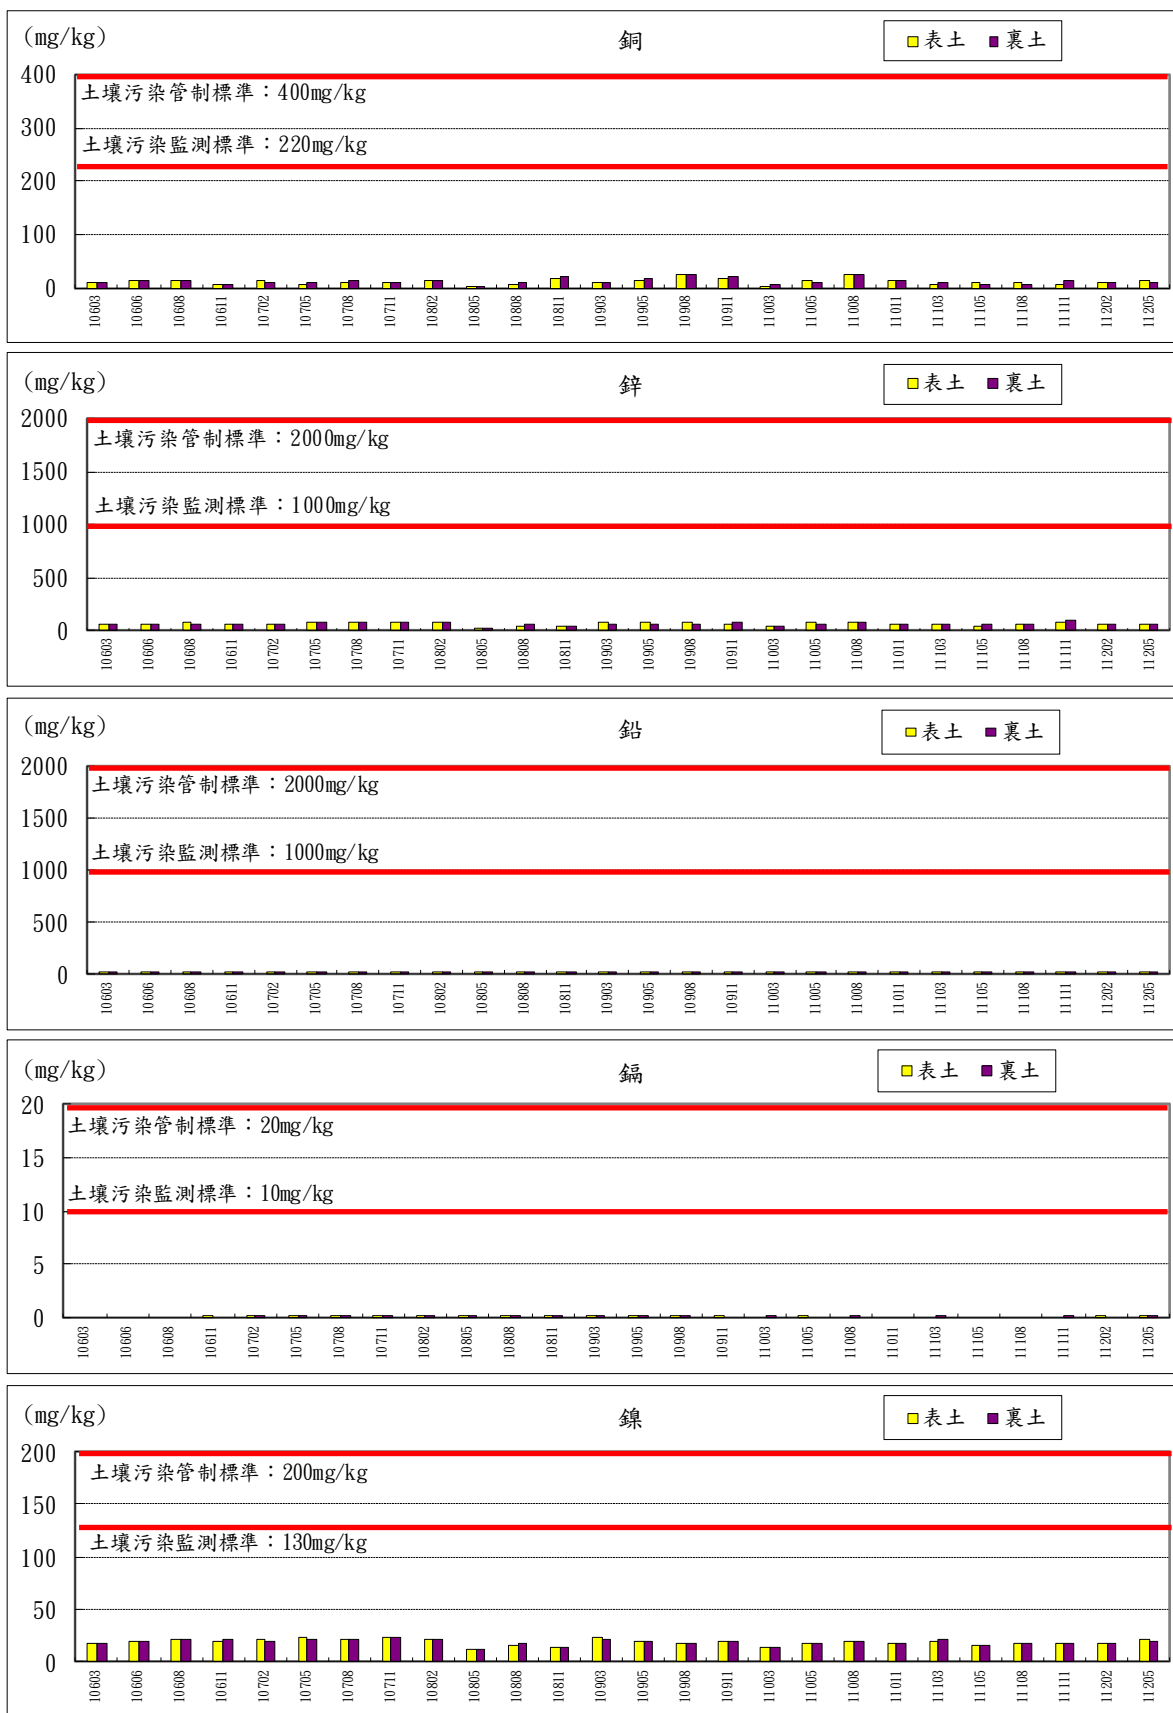 (mg/kg)
銅
表土 裏土
400
土壤污染管制標準：400mg/kg
300
土壤污染監測標準：220mg/kg
200
100
0
10603 10606 10608 10611 10702 10705 10708 10711 10802 10805 10808 10811 10903 10905 10908 10911 11003 11005 11008 11011 11103 11105 11108 11111 11202 11205
(mg/kg)
鋅
表土 裏土
2000
土壤污染管制標準：2000mg/kg
1500
土壤污染監測標準：1000mg/kg
1000
500
0
10603 10606 10608 10611 10702 10705 10708 10711 10802 10805 10808 10811 10903 10905 10908 10911 11003 11005 11008 11011 11103 11105 11108 11111 11202 11205
(mg/kg)
鉛
表土 裏土
2000
土壤污染管制標準：2000mg/kg
1500
土壤污染監測標準：1000mg/kg
1000
500
0
10603 10606 10608 10611 10702 10705 10708 10711 10802 10805 10808 10811 10903 10905 10908 10911 11003 11005 11008 11011 11103 11105 11108 11111 11202 11205
(mg/kg)
鎘
表土 裏土
20
土壤污染管制標準：20mg/kg
15
土壤污染監測標準：10mg/kg
10
5
0
10603 10606 10608 10611 10702 10705 10708 10711 10802 10805 10808 10811 10903 10905 10908 10911 11003 11005 11008 11011 11103 11105 11108 11111 11202 11205
(mg/kg)
鎳
表土 裏土
200
土壤污染管制標準：200mg/kg
150
土壤污染監測標準：130mg/kg
100
50
0
10603 10606 10608 10611 10702 10705 10708 10711 10802 10805 10808 10811 10903 10905 10908 10911 11003 11005 11008 11011 11103 11105 11108 11111 11202 11205